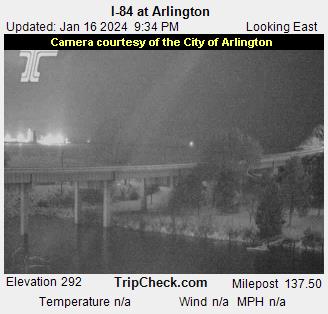 I-84 at Arlington
Updated: Jan 16 2024 9:34 PM Looking East
Camera courtesy of the City of Arlington
Elevation 292 TripCheck.com Milepost 137.50
Temperature n/a Wind n/a MPH n/a